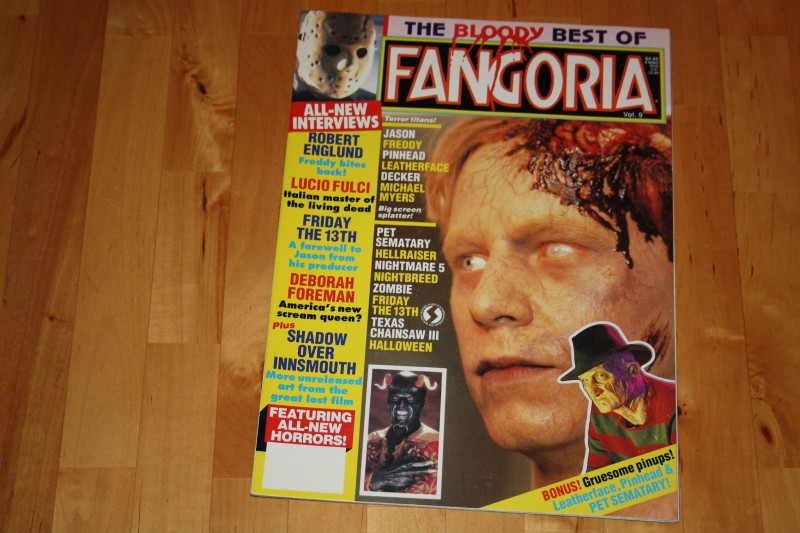 THE BLOODY BEST OF
FANGORIA
Vol. 9
ALL-NEW
INTERVIEWS
ROBERT
ENGLUND
Freddy bites
back!
LUCIO FULCI
Italian master of
the living dead
FRIDAY
THE 13TH
A farewell to
Jason from
his producer
DEBORAH
FOREMAN
America's new
scream queen?
Plus
SHADOW
OVER
INNSMOUTH
More unreleased
art from the
great lost film
FEATURING
ALL-NEW
HORRORS!
Terror titans!
JASON
FREDDY
PINHEAD
LEATHERFACE
DECKER
MICHAEL
MYERS
Big screen
splatter!
PET
SEMATARY
HELLRAISER
NIGHTMARE 5
NIGHTBREED
ZOMBIE
FRIDAY
THE 13TH
TEXAS
CHAINSAW III
HALLOWEEN
BONUS! Gruesome pinups!
Leatherface, Pinhead &
PET SEMATARY!